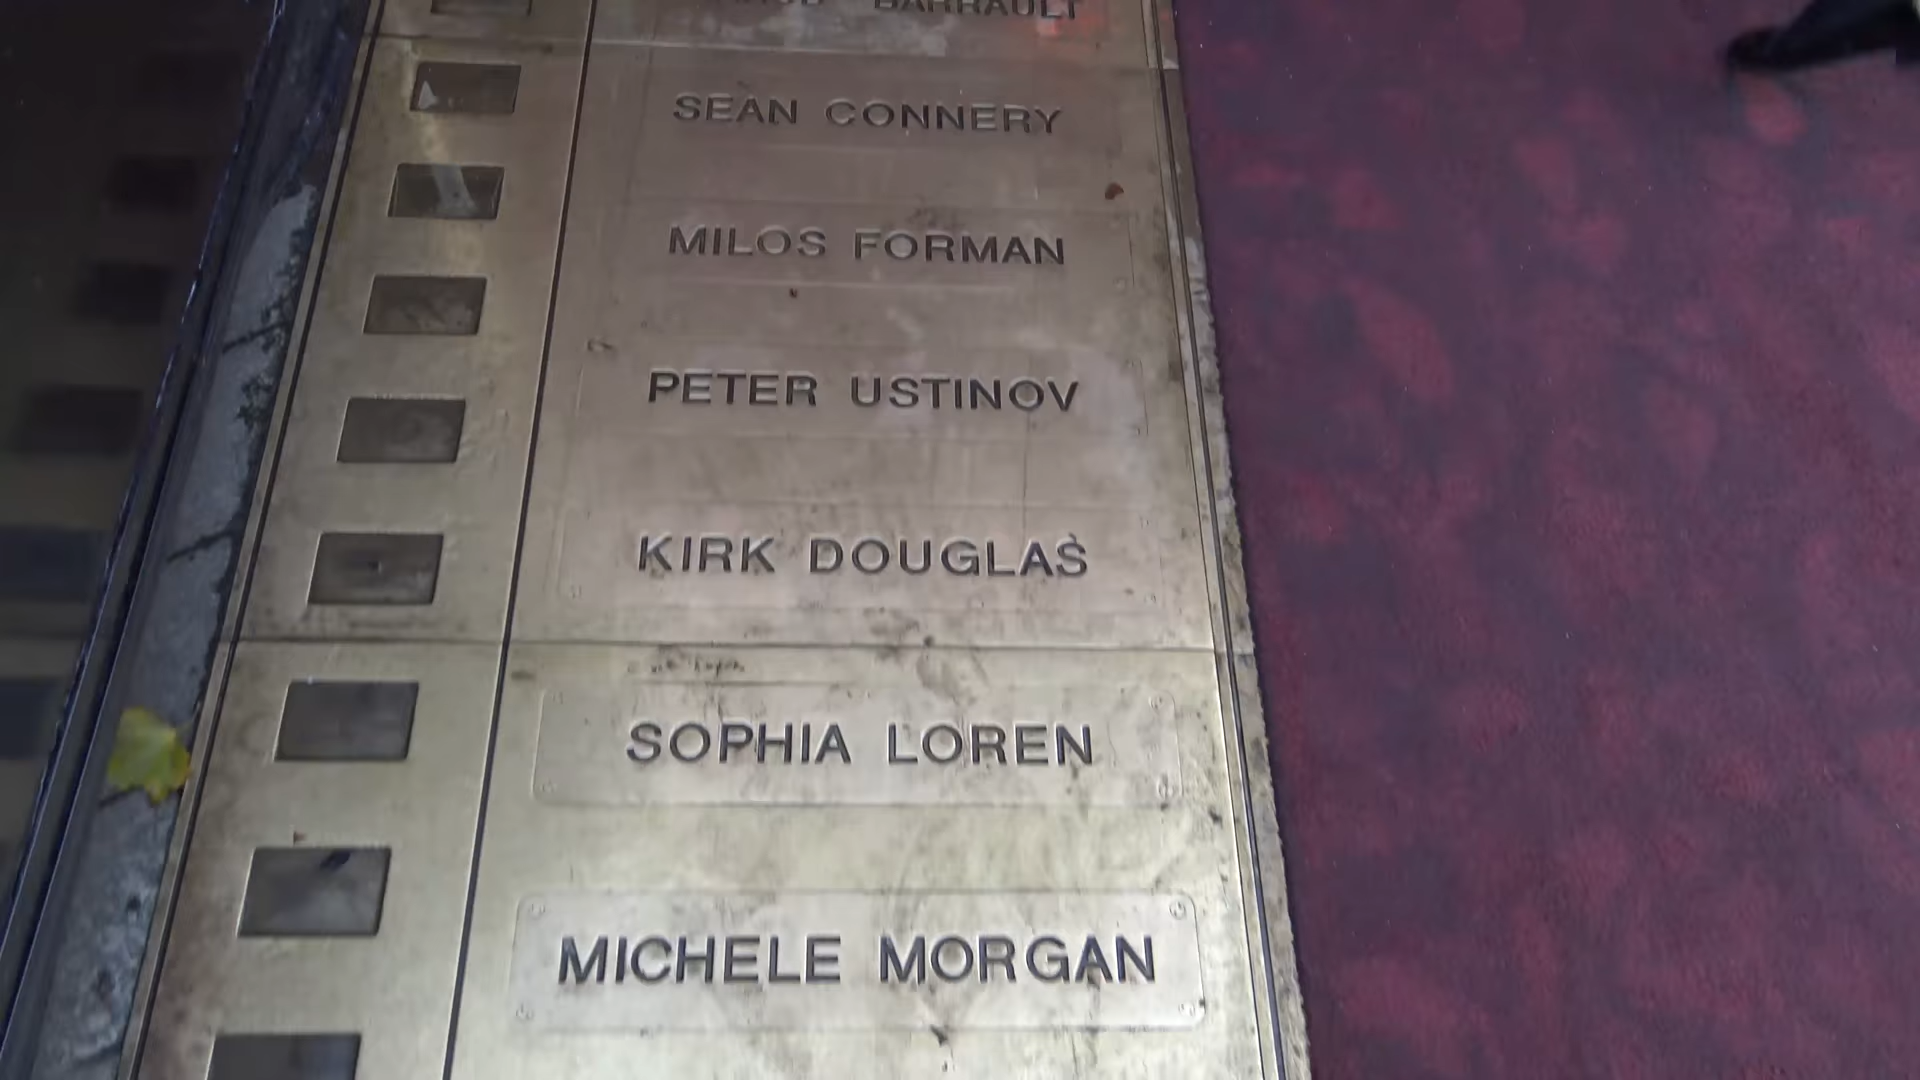 BARRAULT
SEAN CONNERY
MILOS FORMAN
PETER USTINOV
KIRK DOUGLAS
SOPHIA LOREN
MICHELE MORGAN